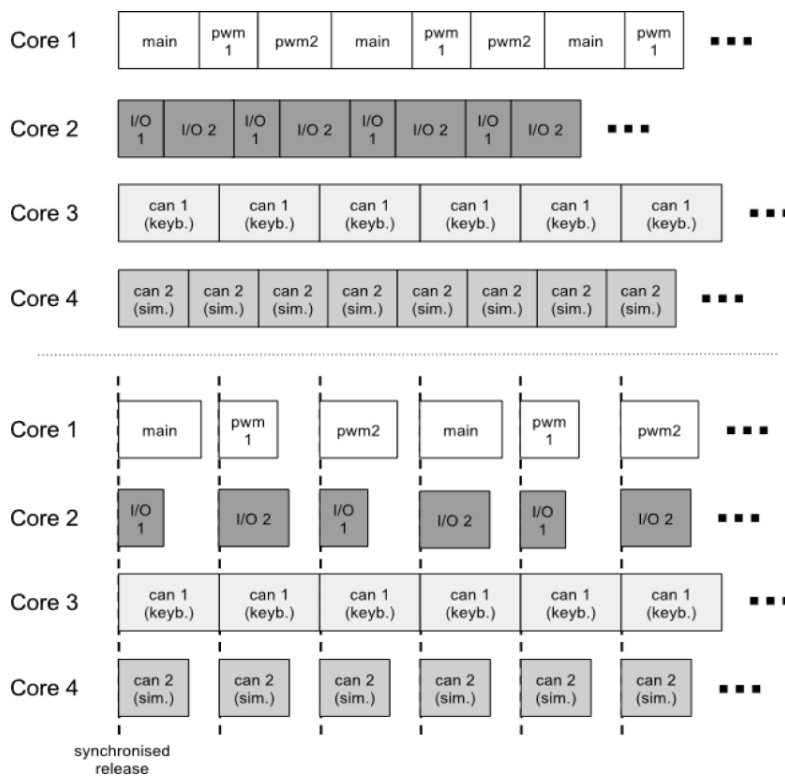 Core 1
main
pwm
1
pwm2
main
pwm
1
pwm2
main
pwm
1
Core 2
I/O
1
I/O 2
I/O
1
I/O 2
I/O
1
I/O 2
I/O
1
I/O 2
Core 3
can 1
(keyb.)
can 1
(keyb.)
can 1
(keyb.)
can 1
(keyb.)
can 1
(keyb.)
can 1
(keyb.)
Core 4
can 2
(sim.)
can 2
(sim.)
can 2
(sim.)
can 2
(sim.)
can 2
(sim.)
can 2
(sim.)
can 2
(sim.)
can 2
(sim.)
Core 1
main
pwm
1
pwm2
main
pwm
1
pwm2
Core 2
I/O
1
I/O 2
I/O
1
I/O 2
I/O
1
I/O 2
Core 3
can 1
(keyb.)
can 1
(keyb.)
can 1
(keyb.)
can 1
(keyb.)
can 1
(keyb.)
can 1
(keyb.)
Core 4
can 2
(sim.)
can 2
(sim.)
can 2
(sim.)
can 2
(sim.)
can 2
(sim.)
can 2
(sim.)
synchronised
release